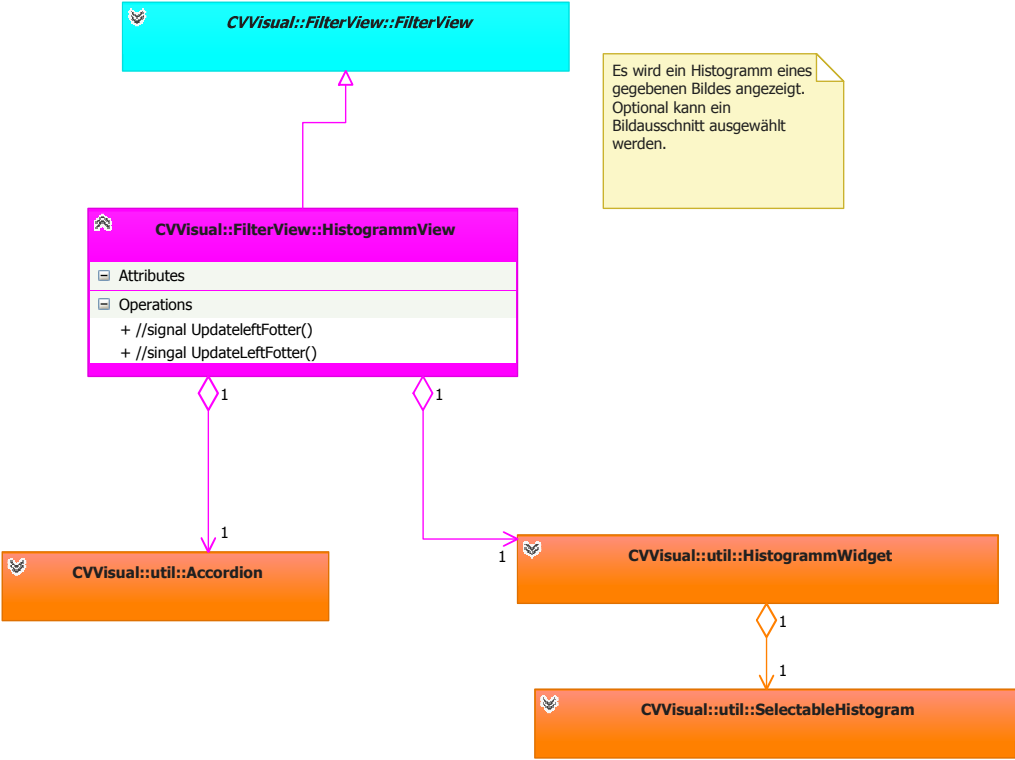 CVVisual::FilterView::FilterView
Es wird ein Histogramm eines
gegebenen Bildes angezeigt.
Optional kann ein
Bildausschnitt ausgewählt
werden.
CVVisual::FilterView::HistogrammView
Attributes
Operations
+ //signal UpdateleftFotter()
+ //singal UpdateLeftFotter()
1
1
1
1
CVVisual::util::Accordion
CVVisual::util::HistogrammWidget
1
1
CVVisual::util::SelectableHistogram